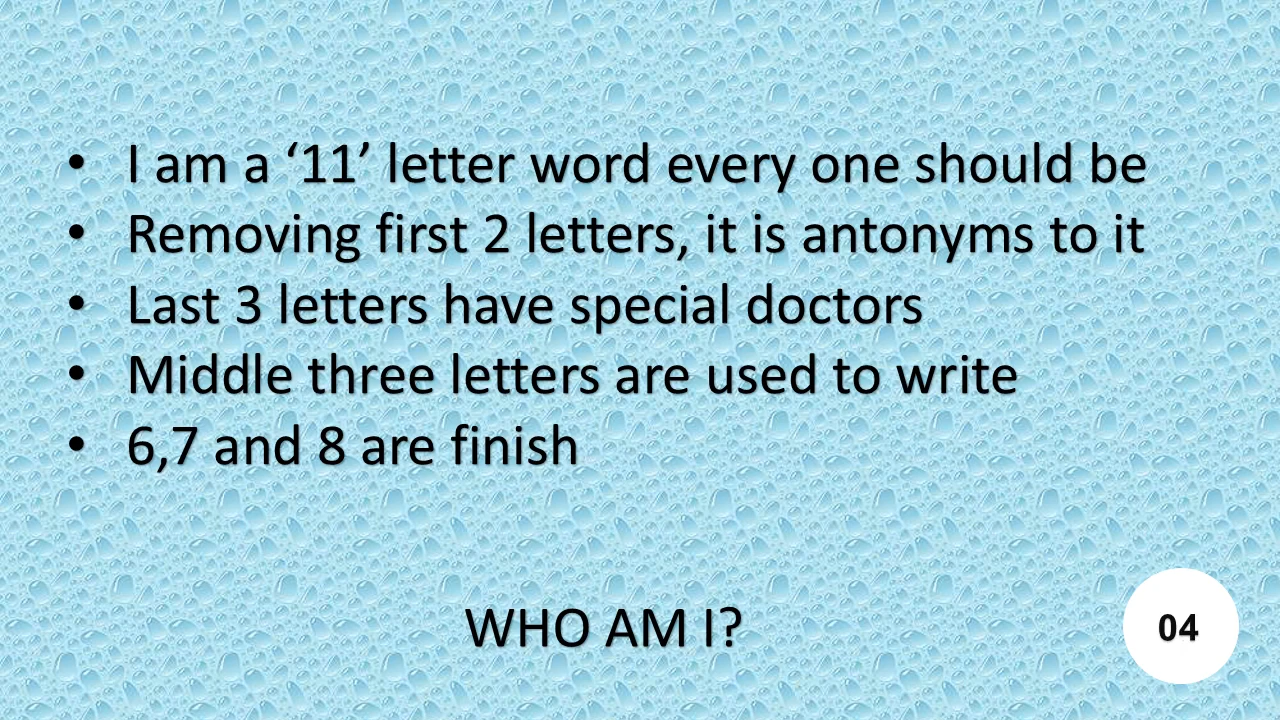 • I am a ‘11’ letter word every one should be
• Removing first 2 letters, it is antonyms to it
• Last 3 letters have special doctors
• Middle three letters are used to write
• 6,7 and 8 are finish
WHO AM I?
04